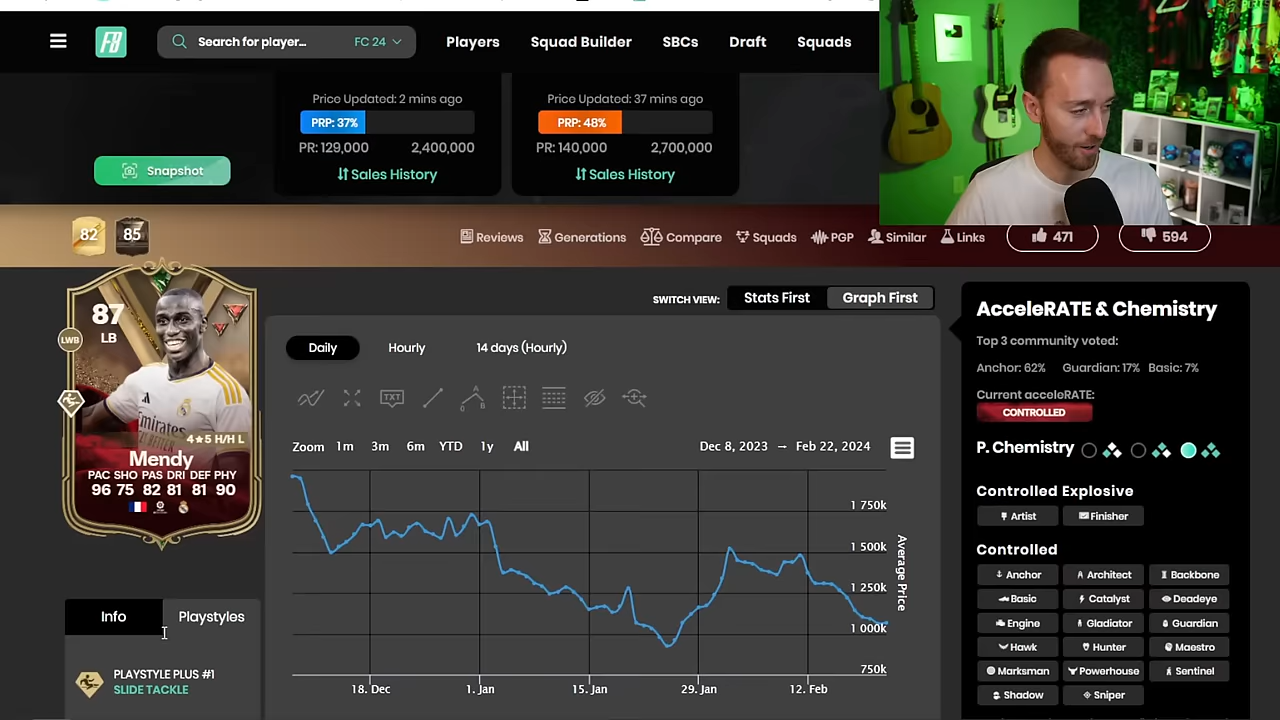 FB
Search for player...
FC 24
Players
Squad Builder
SBCs
Draft
Squads
Price Updated: 2 mins ago
Price Updated: 37 mins ago
PRP: 37%
PRP: 48%
PR: 129,000
2,400,000
PR: 140,000
2,700,000
Sales History
Sales History
Snapshot
82
85
Reviews
Generations
Compare
Squads
PGP
Similar
Links
471
594
SWITCH VIEW:
Stats First
Graph First
87
LB
LWB
4★5 H/H L
Mendy
PAC SHO PAS DRI DEF PHY
96 75 82 81 81 90
Daily
Hourly
14 days (Hourly)
TXT
Zoom
1m
3m
6m
YTD
1y
All
Dec 8, 2023 → Feb 22, 2024
1 750k
1 500k
1 250k
1 000k
750k
Average Price
18. Dec
1. Jan
15. Jan
29. Jan
12. Feb
AcceleRATE & Chemistry
Top 3 community voted:
Anchor: 62%
Guardian: 17%
Basic: 7%
Current acceleRATE:
CONTROLLED
P. Chemistry
Controlled Explosive
Artist
Finisher
Controlled
Anchor
Architect
Backbone
Basic
Catalyst
Deadeye
Engine
Gladiator
Guardian
Hawk
Hunter
Maestro
Marksman
Powerhouse
Sentinel
Shadow
Sniper
Info
Playstyles
PLAYSTYLE PLUS #1
SLIDE TACKLE